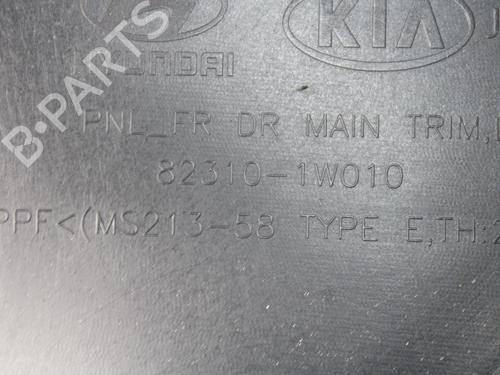 HYUNDAI
KIA
J
PNL_FR DR MAIN TRIM,
82310-1W010
PPF<(MS213-58 TYPE E,TH:2
B-PARTS